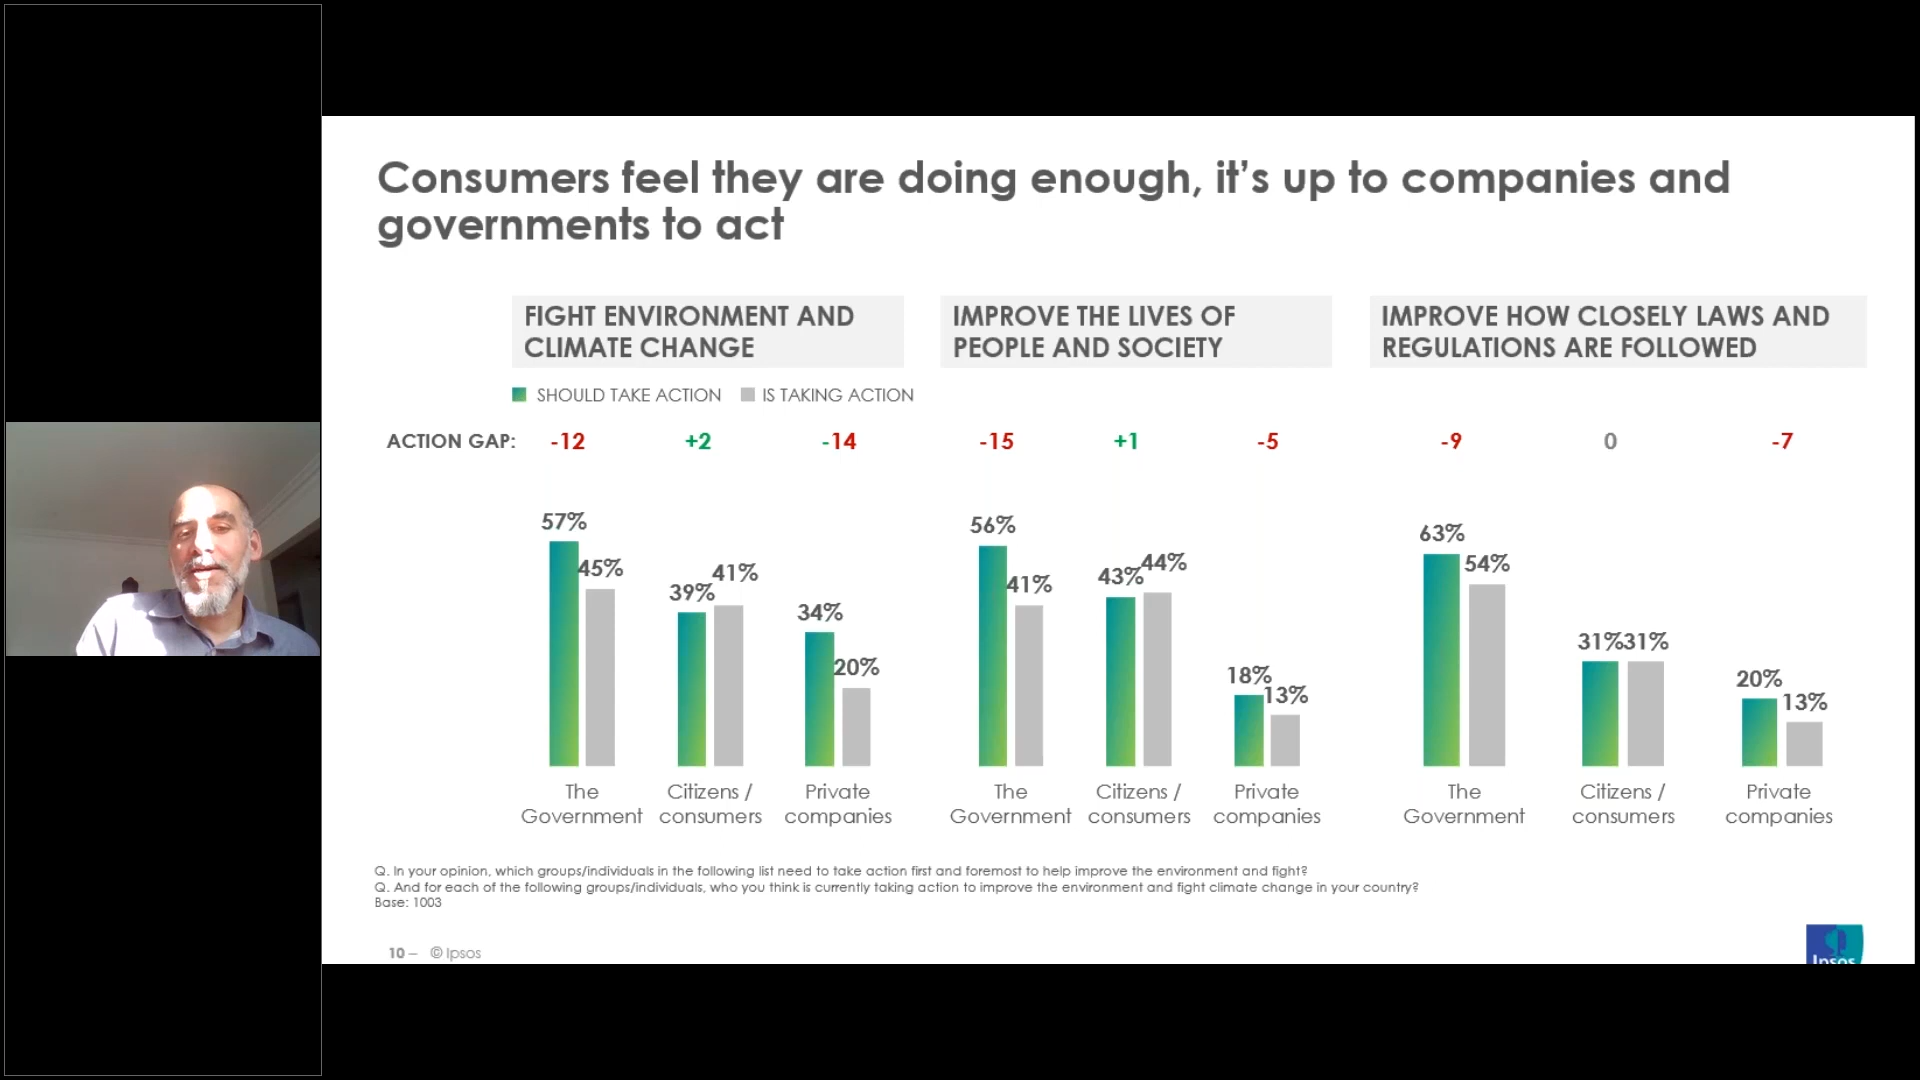 Consumers feel they are doing enough, it’s up to companies and
governments to act
FIGHT ENVIRONMENT AND
CLIMATE CHANGE
IMPROVE THE LIVES OF
PEOPLE AND SOCIETY
IMPROVE HOW CLOSELY LAWS AND
REGULATIONS ARE FOLLOWED
SHOULD TAKE ACTION IS TAKING ACTION
ACTION GAP: -12 +2 -14 -15 +1 -5 -9 0 -7
57% 45% 39% 41% 34% 20%
56% 41% 43% 44% 18% 13%
63% 54% 31% 31% 20% 13%
The
Government
Citizens /
consumers
Private
companies
The
Government
Citizens /
consumers
Private
companies
The
Government
Citizens /
consumers
Private
companies
Q. In your opinion, which groups/individuals in the following list need to take action first and foremost to help improve the environment and fight?
Q. And for each of the following groups/individuals, who you think is currently taking action to improve the environment and fight climate change in your country?
Base: 1003
10 – © Ipsos
Ipsos